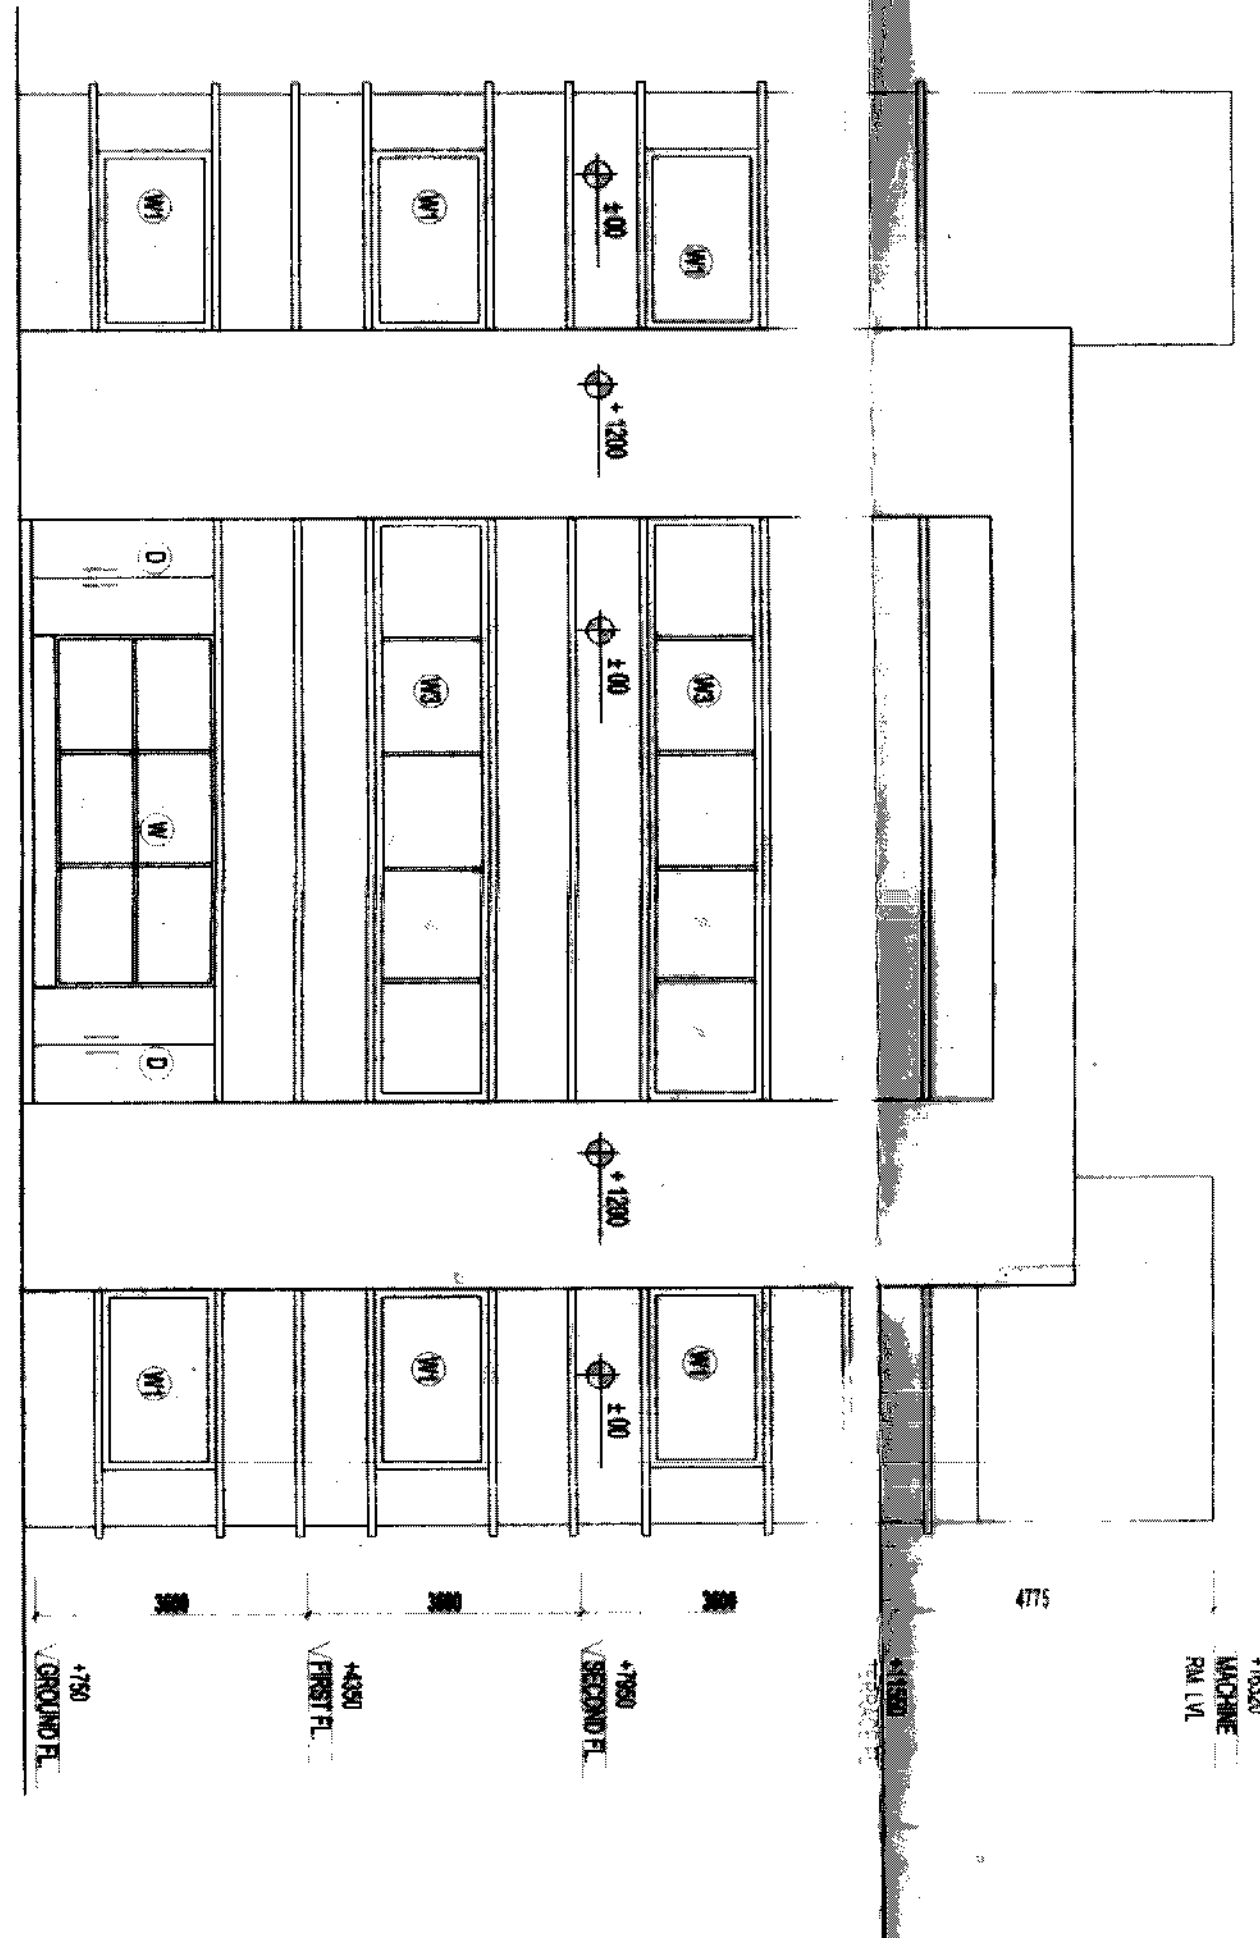 W1
W1
W1
±00
+1200
D
W
D
W3
W3
±00
+1200
W1
W1
W1
±00
3600
3600
3600
4775
+750
GROUND FL.
+4350
FIRST FL.
+7950
SECOND FL.
+11550
MACHINE
RM LVL